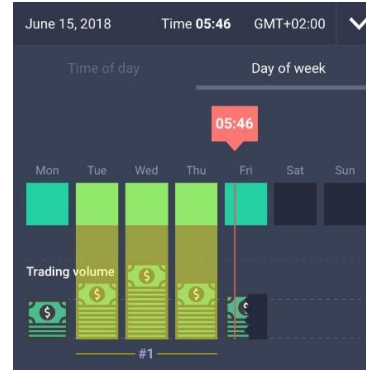 June 15, 2018 Time 05:46 GMT+02:00
Time of day Day of week
05:46
Mon Tue Wed Thu Fri Sat Sun
Trading volume
#1